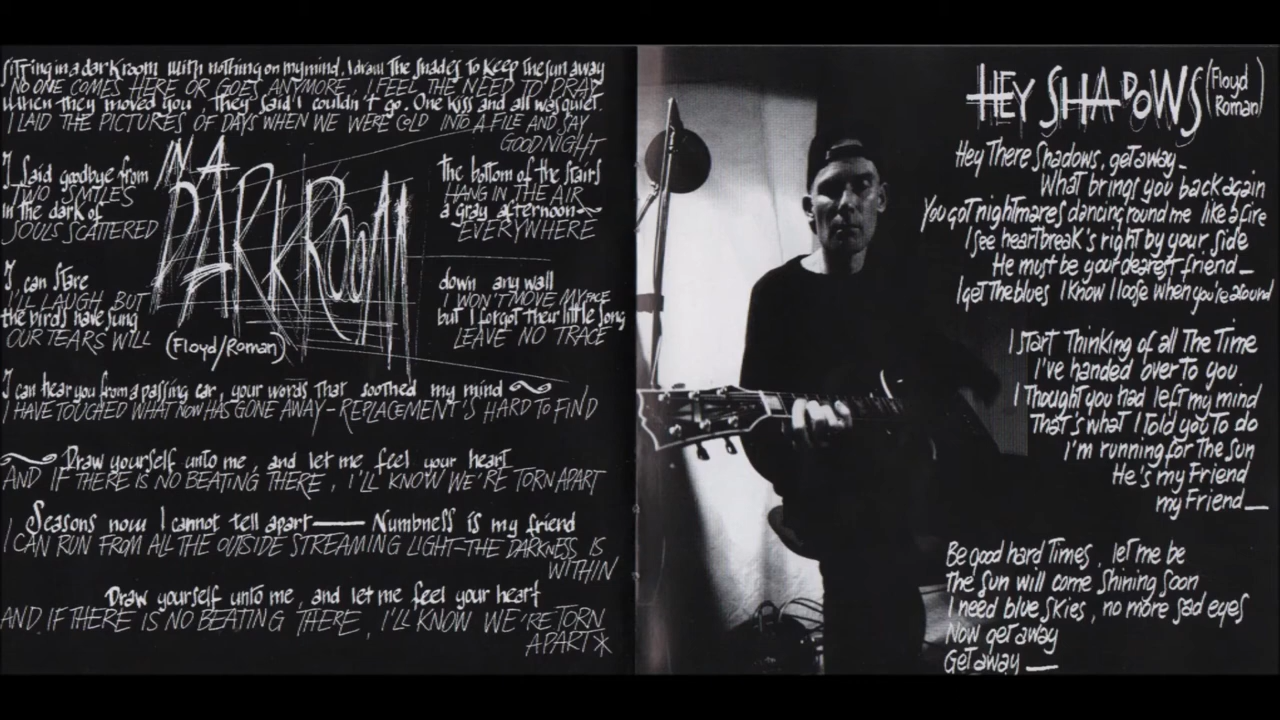 Sitting in a dark room with nothing on my mind, I draw the shades to keep the sun away
NO ONE COMES HERE OR GOES ANYMORE, I FEEL THE NEED TO PRAY
When they moved you, they said I couldn't go. One kiss and all was quiet.
I LAID THE PICTURES OF DAYS WHEN WE WERE COLD INTO A FILE AND SAY
GOOD NIGHT
IN A
DARK ROOM
(Floyd/Roman)
I said goodbye from the bottom of the stairs
TWO SMILES HANG IN THE AIR
in the dark of a gray afternoon
SOULS SCATTERED EVERYWHERE
I can stare down any wall
I'LL LAUGH BUT I WON'T MOVE MY FACE
the birds have sung but I forgot their little song
OUR TEARS WILL LEAVE NO TRACE
I can hear you from a passing car, your words that soothed my mind
I HAVE TOUCHED WHAT NOW HAS GONE AWAY - REPLACEMENT'S HARD TO FIND
Draw yourself unto me, and let me feel your heart
AND IF THERE IS NO BEATING THERE, I'LL KNOW WE'RE TORN APART
Seasons now I cannot tell apart — Numbness is my friend
I CAN RUN FROM ALL THE OUTSIDE STREAMING LIGHT - THE DARKNESS IS
WITHIN
Draw yourself unto me, and let me feel your heart
AND IF THERE IS NO BEATING THERE, I'LL KNOW WE'RE TORN
APART*
HEY SHADOWS (Floyd
Roman)
Hey There Shadows, get away_
What brings you back again
You got nightmares dancing round me like a fire
I see heartbreak's right by your side
He must be your dearest friend_
I get The blues I know I loose when you're around
I start Thinking of all The Time
I've handed over to you
I Thought you had left my mind
That's what I told you To do
I'm running for The sun
He's my Friend
my Friend_
Be good hard Times, let me be
The sun will come shining soon
I need blue skies, no more sad eyes
Now get away
Get away_